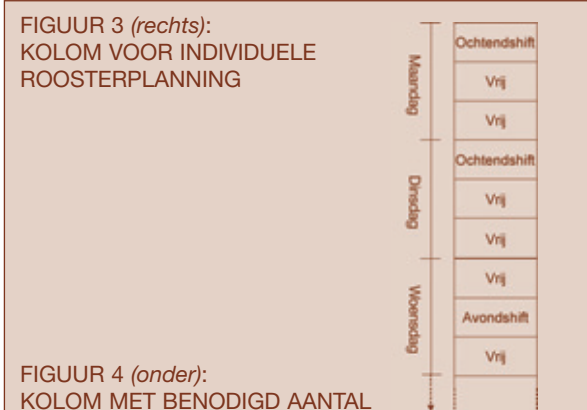 FIGUUR 3 (rechts):
KOLOM VOOR INDIVIDUELE
ROOSTERPLANNING
Maandag
Ochtendshift
Vrij
Vrij
Dinsdag
Ochtendshift
Vrij
Vrij
Woensdag
Vrij
Avondshift
Vrij
FIGUUR 4 (onder):
KOLOM MET BENODIGD AANTAL